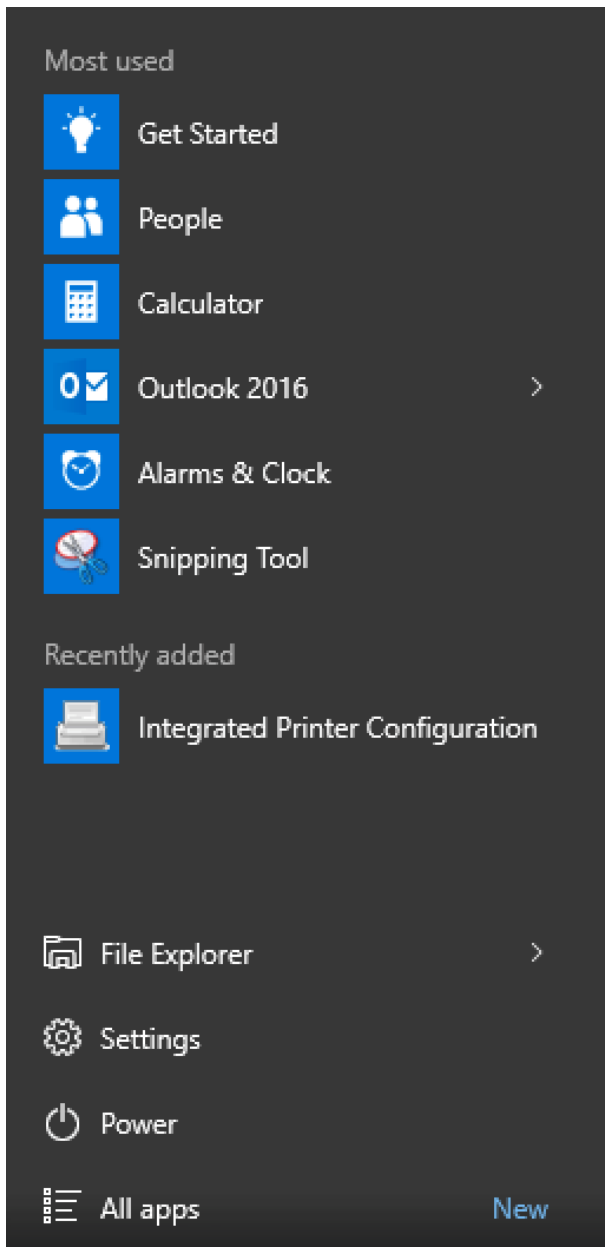 Most used
Get Started
People
Calculator
Outlook 2016
Alarms & Clock
Snipping Tool
Recently added
Integrated Printer Configuration
File Explorer
Settings
Power
All apps New